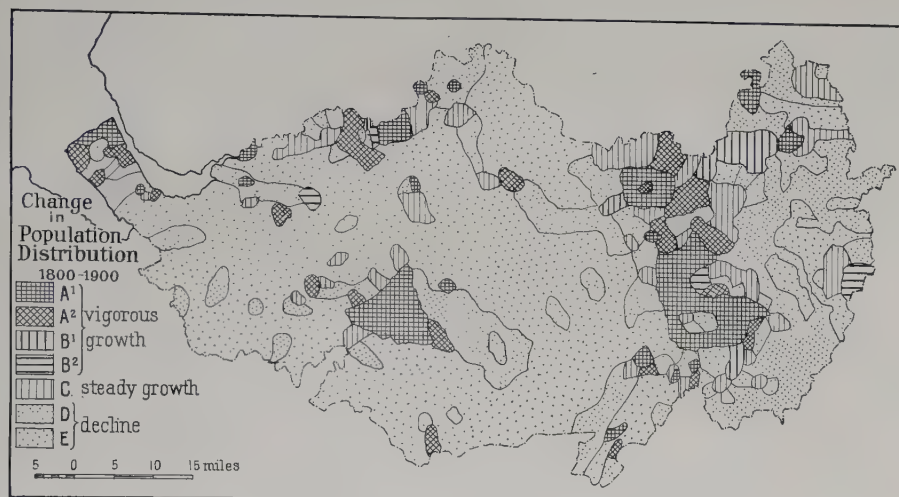 Change
in
Population
Distribution
1800-1900
A¹
A² vigorous
B¹ growth
B²
C. steady growth
D
E decline
5 0 5 10 15 miles